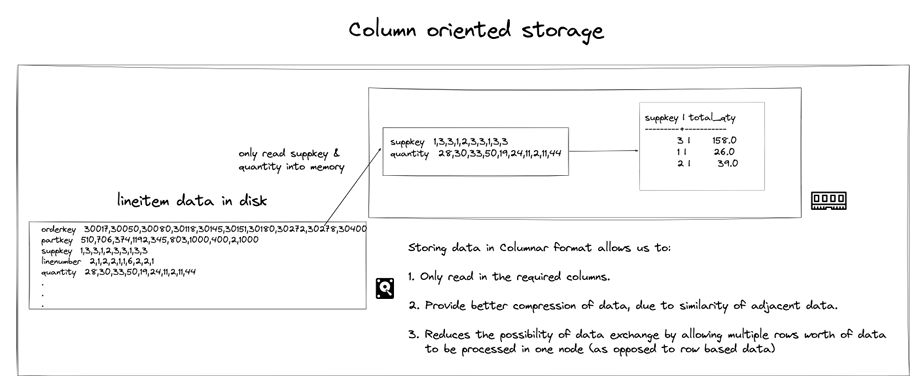 Column oriented storage
suppkey | total_qty
----------+-----------
3 | 158.0
1 | 26.0
2 | 39.0
suppkey 1,3,3,1,2,3,3,1,3,3
quantity 28,30,33,50,19,24,11,2,11,44
only read suppkey &
quantity into memory
lineitem data in disk
orderkey 30017,30050,30080,30118,30145,30151,30180,30272,30278,30400
partkey 510,706,374,1192,345,803,1000,400,2,1000
suppkey 1,3,3,1,2,3,3,1,3,3
linenumber 2,1,2,2,1,1,6,2,2,1
quantity 28,30,33,50,19,24,11,2,11,44
.
.
.
Storing data in Columnar format allows us to:
1. Only read in the required columns.
2. Provide better compression of data, due to similarity of adjacent data.
3. Reduces the possibility of data exchange by allowing multiple rows worth of data
to be processed in one node (as opposed to row based data)